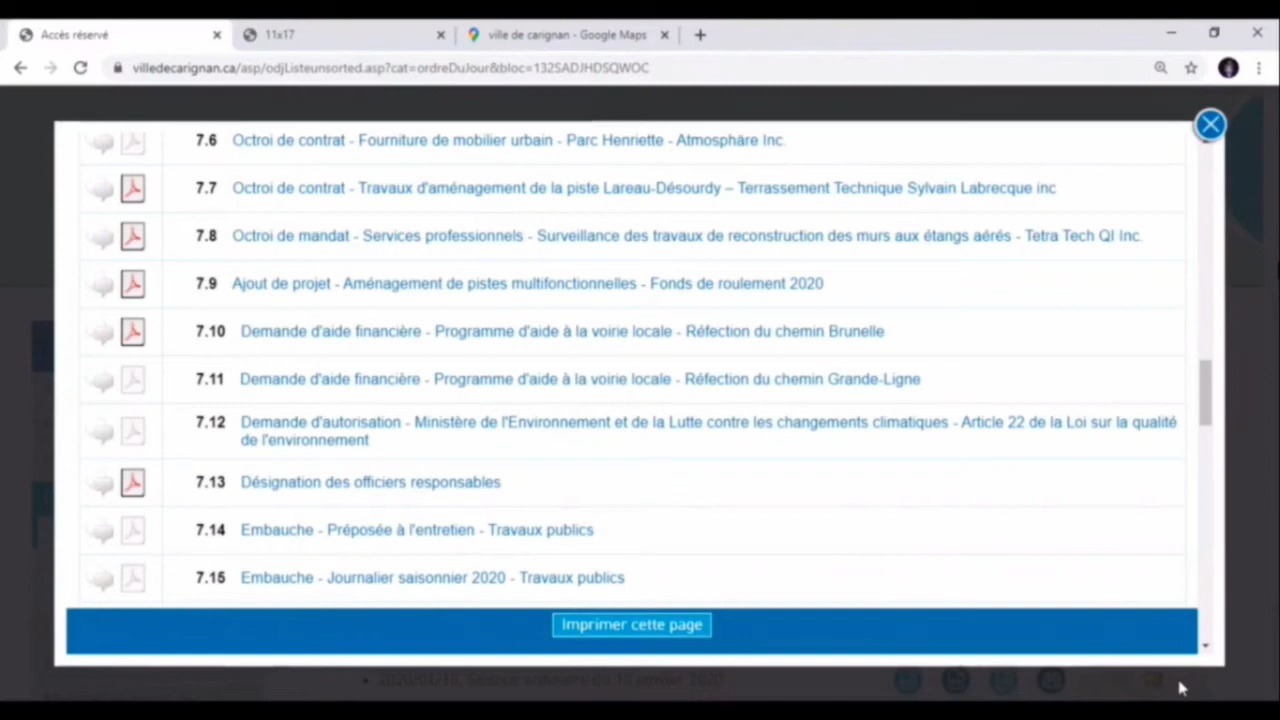 Accès réservé
11x17
ville de carignan - Google Maps
villedecarignan.ca/asp/odjListeunsorted.asp?cat=ordreDuJour&bloc=132SADJHDSQWOC
7.6 Octroi de contrat - Fourniture de mobilier urbain - Parc Henriette - Atmosphäre Inc.
7.7 Octroi de contrat - Travaux d'aménagement de la piste Lareau-Désourdy – Terrassement Technique Sylvain Labrecque inc
7.8 Octroi de mandat - Services professionnels - Surveillance des travaux de reconstruction des murs aux étangs aérés - Tetra Tech QI Inc.
7.9 Ajout de projet - Aménagement de pistes multifonctionnelles - Fonds de roulement 2020
7.10 Demande d'aide financière - Programme d'aide à la voirie locale - Réfection du chemin Brunelle
7.11 Demande d'aide financière - Programme d'aide à la voirie locale - Réfection du chemin Grande-Ligne
7.12 Demande d'autorisation - Ministère de l'Environnement et de la Lutte contre les changements climatiques - Article 22 de la Loi sur la qualité
de l'environnement
7.13 Désignation des officiers responsables
7.14 Embauche - Préposée à l'entretien - Travaux publics
7.15 Embauche - Journalier saisonnier 2020 - Travaux publics
Imprimer cette page